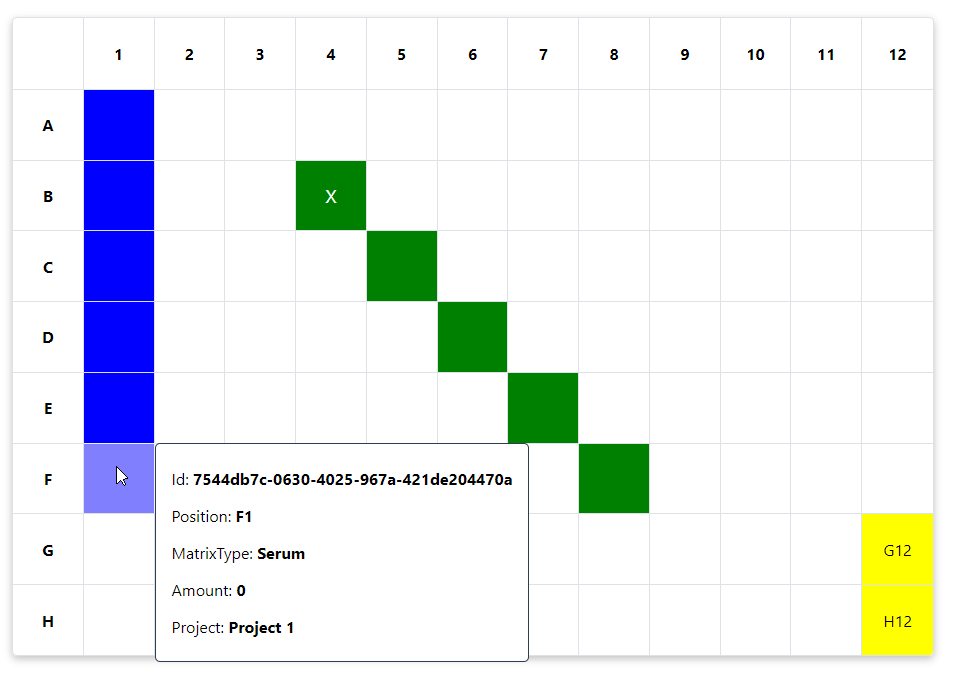 1 2 3 4 5 6 7 8 9 10 11 12
A
B X
C
D
E
F
Id: 7544db7c-0630-4025-967a-421de204470a
Position: F1
G G12
MatrixType: Serum
Amount: 0
H H12
Project: Project 1